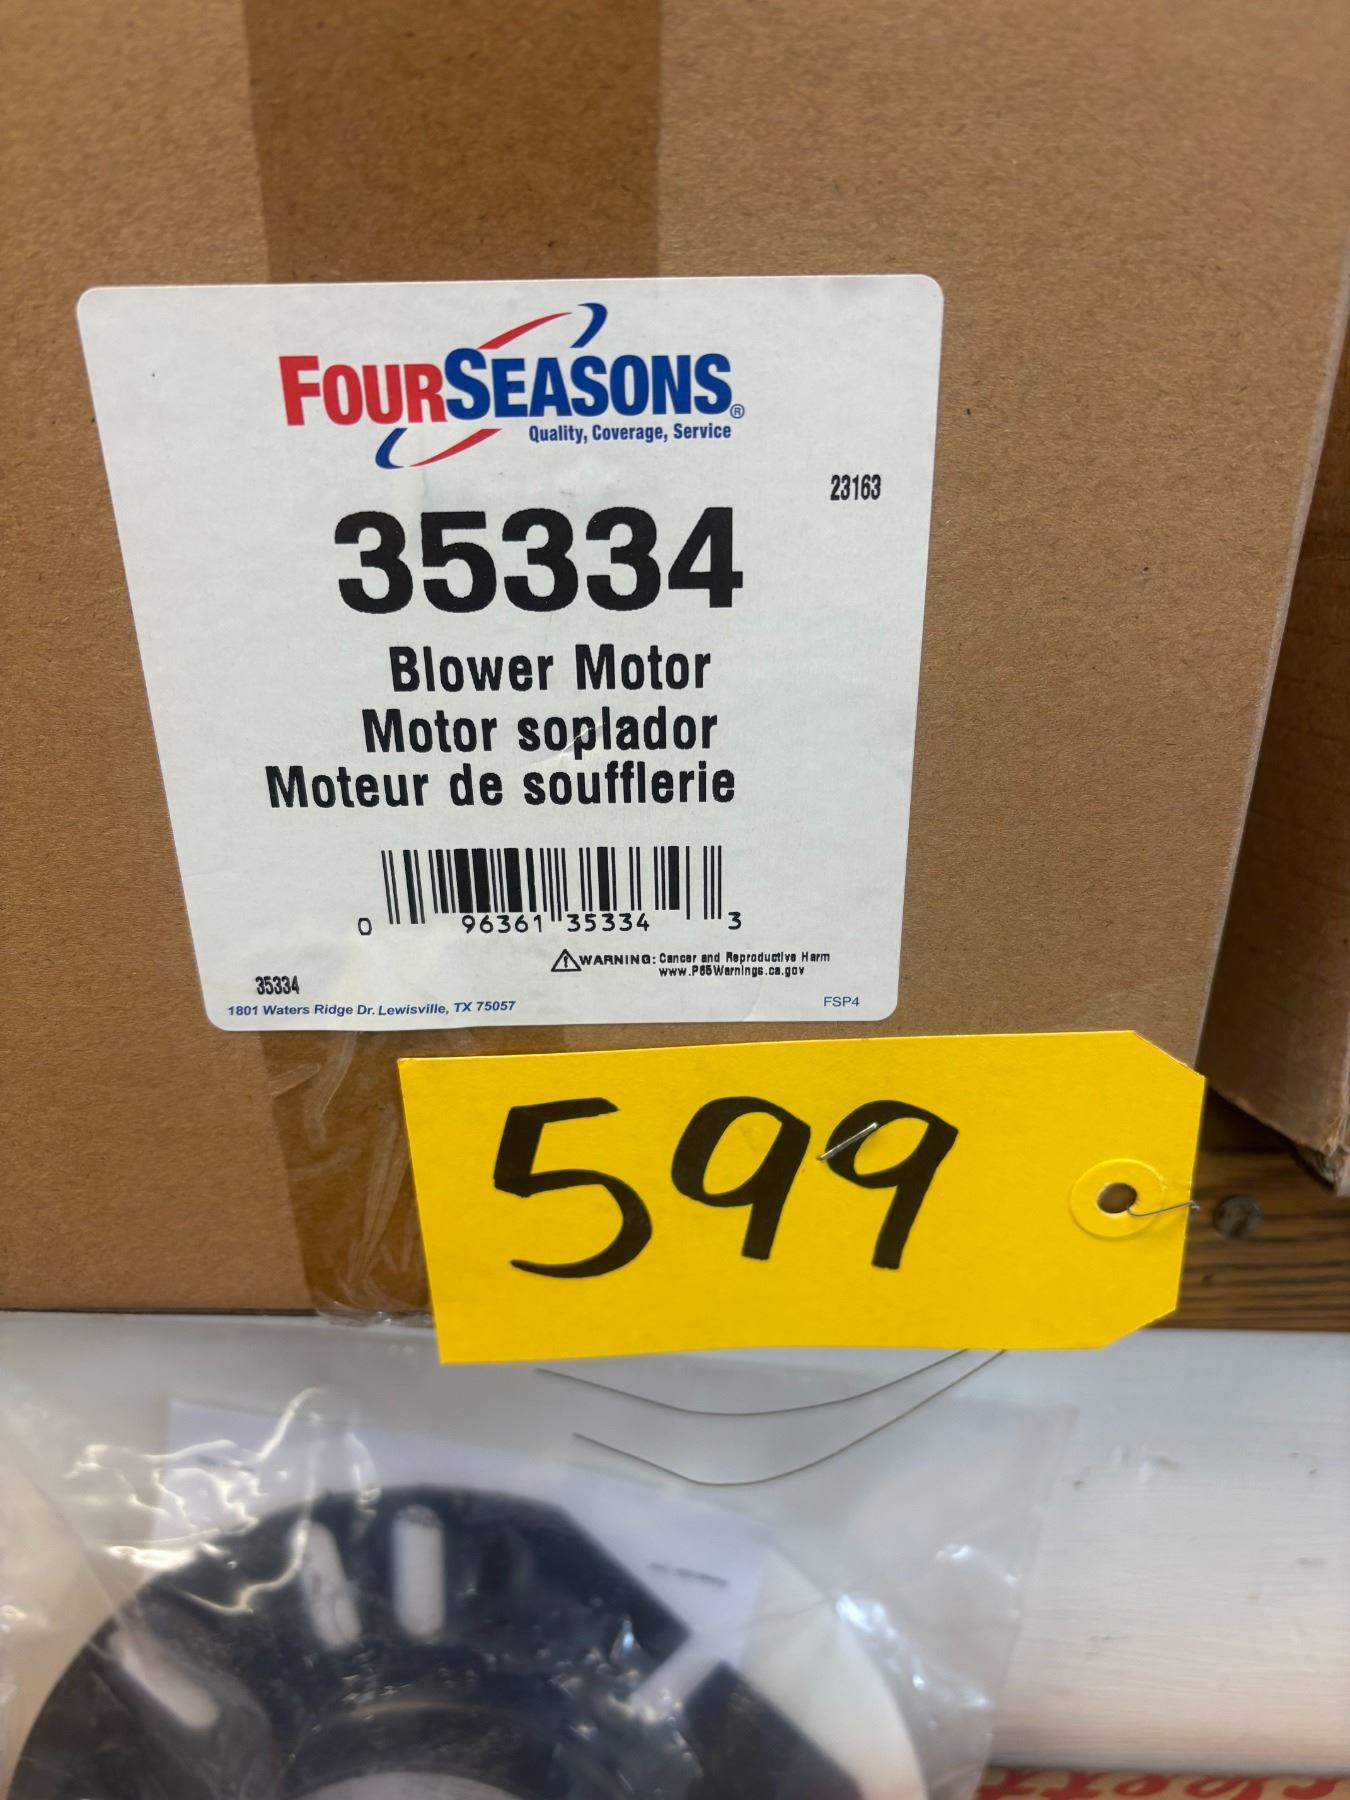 FOURSEASONS®
Quality, Coverage, Service
23163
35334
Blower Motor
Motor soplador
Moteur de soufflerie
0 96361 35334 3
WARNING: Cancer and Reproductive Harm
www.P65Warnings.ca.gov
35334
1801 Waters Ridge Dr. Lewisville, TX 75057
FSP4
599